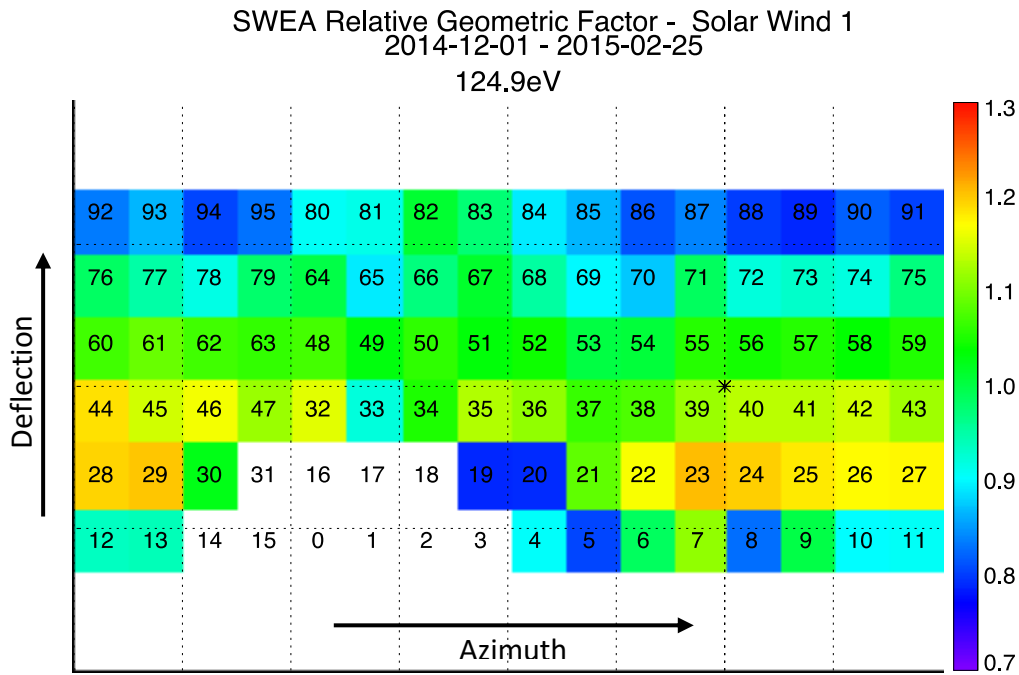 SWEA Relative Geometric Factor - Solar Wind 1
2014-12-01 - 2015-02-25
124.9eV
1.3
1.2
1.1
1.0
0.9
0.8
0.7
92 93 94 95 80 81 82 83 84 85 86 87 88 89 90 91
76 77 78 79 64 65 66 67 68 69 70 71 72 73 74 75
60 61 62 63 48 49 50 51 52 53 54 55 56 57 58 59
44 45 46 47 32 33 34 35 36 37 38 39 40 41 42 43
28 29 30 31 16 17 18 19 20 21 22 23 24 25 26 27
12 13 14 15 0 1 2 3 4 5 6 7 8 9 10 11
Deflection
Azimuth